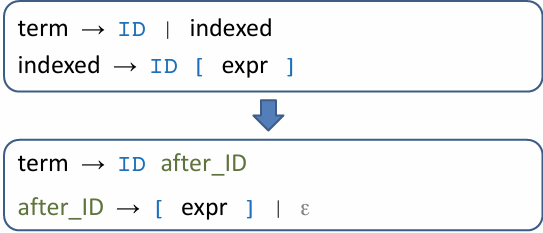 term → ID | indexed
indexed → ID [ expr ]
term → ID after_ID
after_ID → [ expr ] | ε